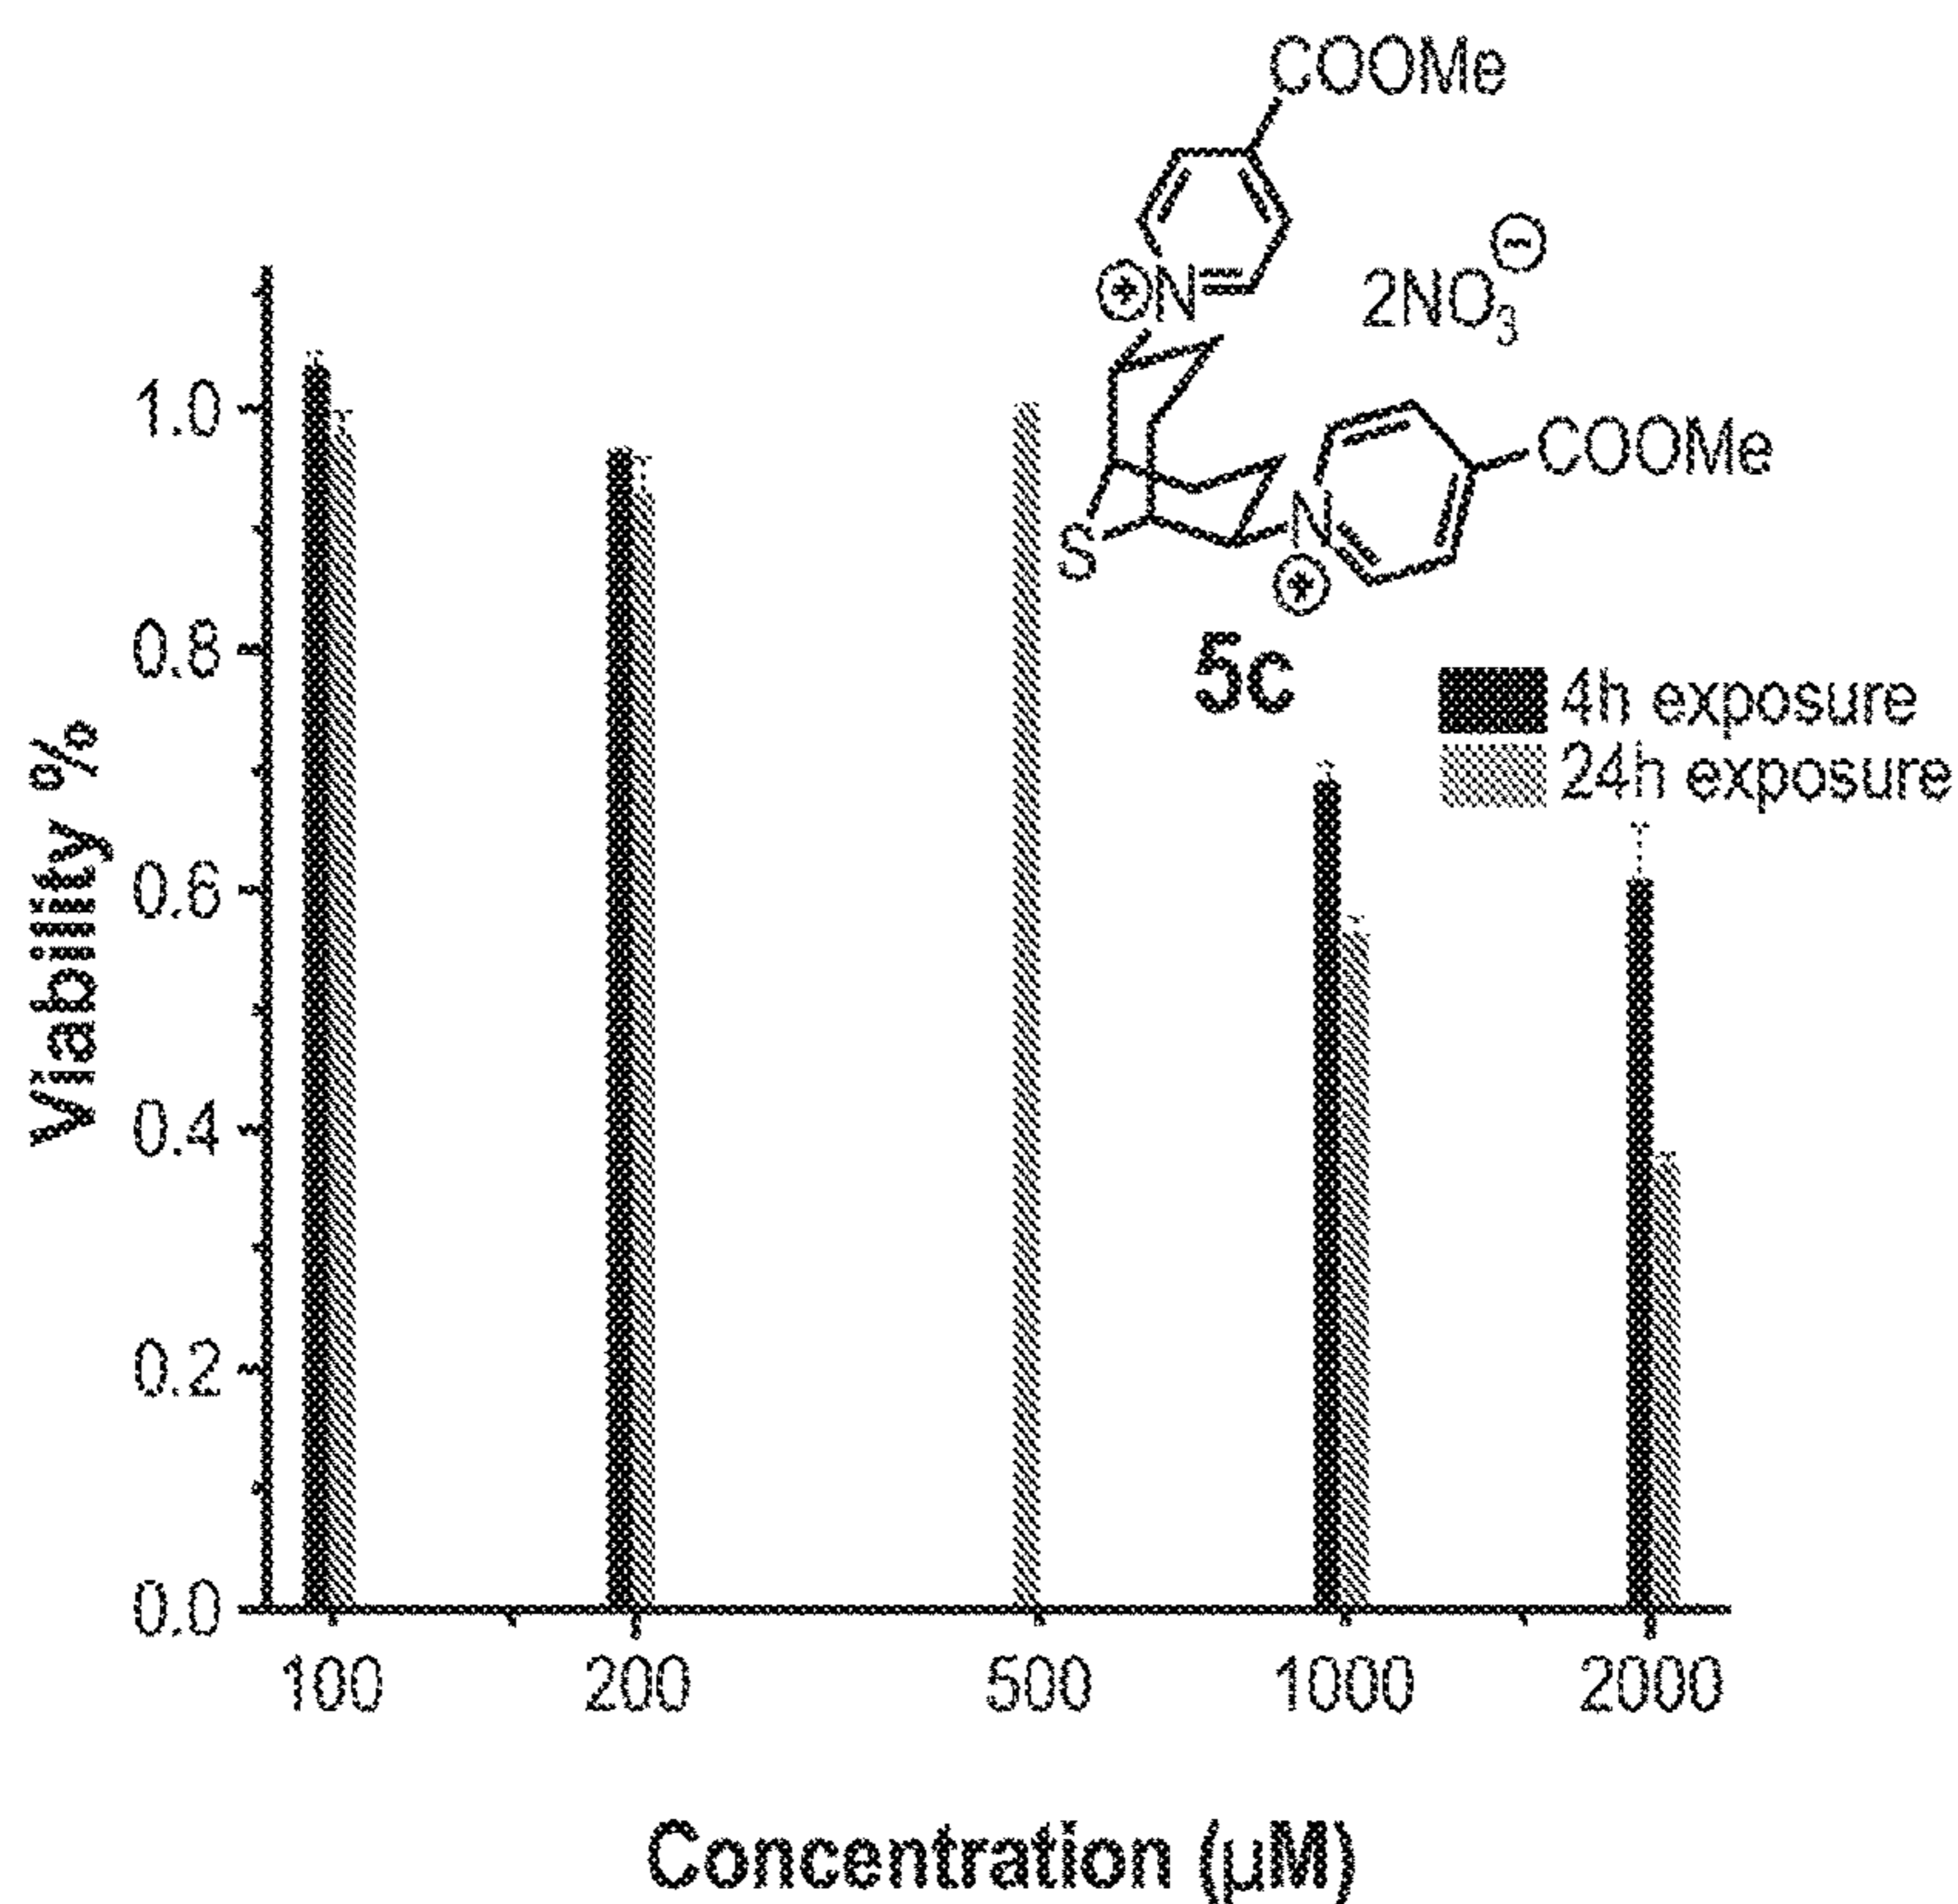 COOMe
⊖
⊕N
2NO3
COOMe
N
S
⊕
5c
4h exposure
24h exposure
Viability %
1.0
0.8
0.6
0.4
0.2
0.0
100 200 500 1000 2000
Concentration (μM)